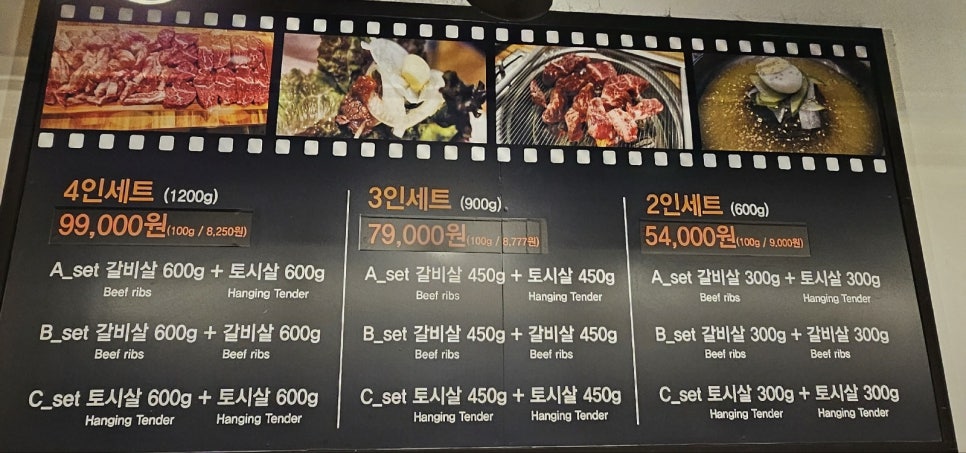 4인세트 (1200g)
99,000원(100g / 8,250원)
A_set 갈비살 600g + 토시살 600g
Beef ribs Hanging Tender
B_set 갈비살 600g + 갈비살 600g
Beef ribs Beef ribs
C_set 토시살 600g + 토시살 600g
Hanging Tender Hanging Tender
3인세트 (900g)
79,000원(100g / 8,777원)
A_set 갈비살 450g + 토시살 450g
Beef ribs Hanging Tender
B_set 갈비살 450g + 갈비살 450g
Beef ribs Beef ribs
C_set 토시살 450g + 토시살 450g
Hanging Tender Hanging Tender
2인세트 (600g)
54,000원(100g / 9,000원)
A_set 갈비살 300g + 토시살 300g
Beef ribs Hanging Tender
B_set 갈비살 300g + 갈비살 300g
Beef ribs Beef ribs
C_set 토시살 300g + 토시살 300g
Hanging Tender Hanging Tender